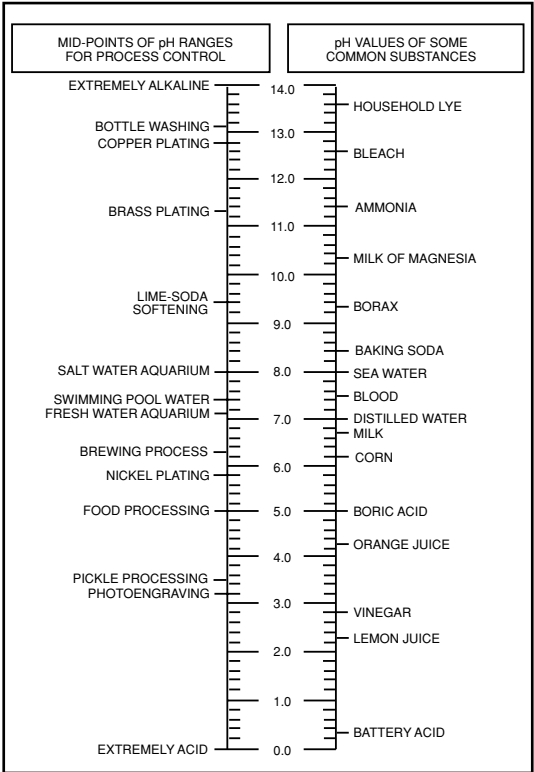 MID-POINTS OF pH RANGES
FOR PROCESS CONTROL
pH VALUES OF SOME
COMMON SUBSTANCES
EXTREMELY ALKALINE
BOTTLE WASHING
COPPER PLATING
BRASS PLATING
LIME-SODA
SOFTENING
SALT WATER AQUARIUM
SWIMMING POOL WATER
FRESH WATER AQUARIUM
BREWING PROCESS
NICKEL PLATING
FOOD PROCESSING
PICKLE PROCESSING
PHOTOENGRAVING
EXTREMELY ACID
14.0
13.0
12.0
11.0
10.0
9.0
8.0
7.0
6.0
5.0
4.0
3.0
2.0
1.0
0.0
HOUSEHOLD LYE
BLEACH
AMMONIA
MILK OF MAGNESIA
BORAX
BAKING SODA
SEA WATER
BLOOD
DISTILLED WATER
MILK
CORN
BORIC ACID
ORANGE JUICE
VINEGAR
LEMON JUICE
BATTERY ACID